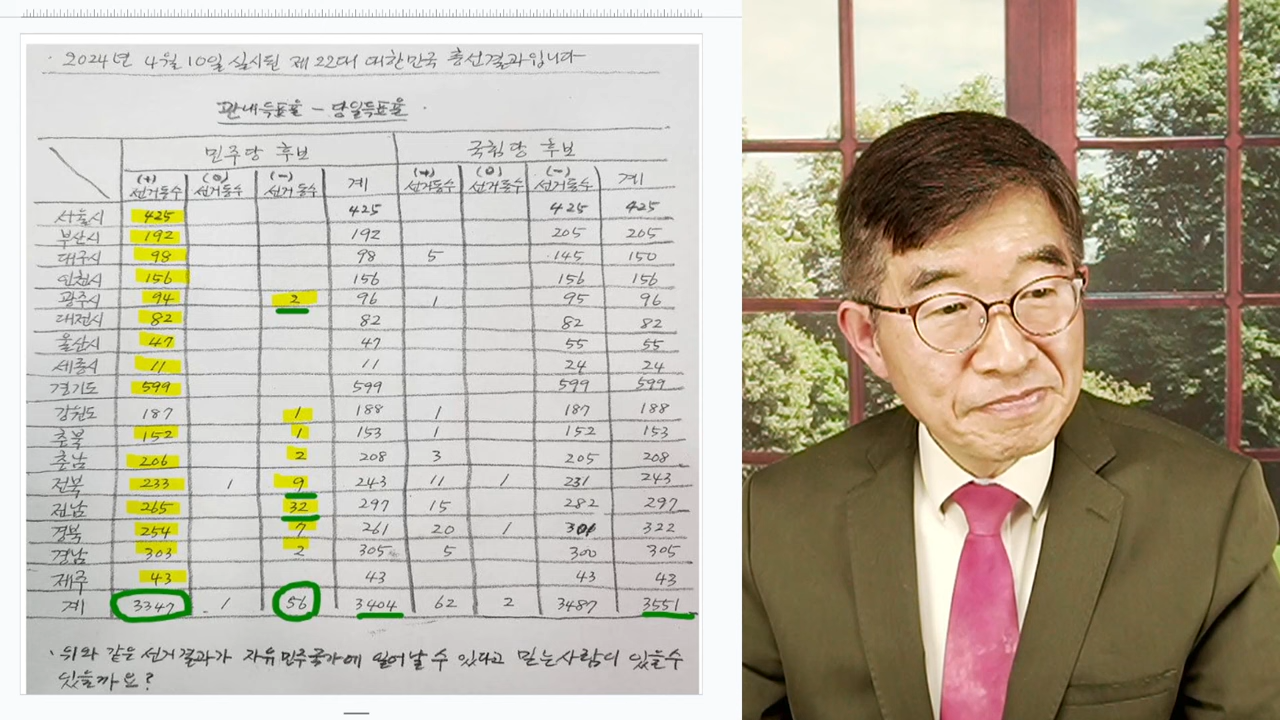 · 2024년 4월 10일 실시된 제 22대 대한민국 총선결과입니다
관내득표율 - 당일득표율 ·
민주당 후보 국힘당 후보
(+) (0) (-) (+) (0) (-)
선거동수 선거동수 선거동수 계 선거동수 선거동수 선거동수 계
서울시 425 425 425 425
부산시 192 192 205 205
대구시 98 98 5 145 150
인천시 156 156 156 156
광주시 94 2 96 1 95 96
대전시 82 82 82 82
울산시 47 47 55 55
세종시 11 11 24 24
경기도 599 599 599 599
강원도 187 1 188 1 187 188
충북 152 1 153 1 152 153
충남 206 2 208 3 205 208
전북 233 1 9 243 11 1 231 243
전남 265 32 297 15 282 297
경북 254 7 261 20 1 301 322
경남 303 2 305 5 300 305
제주 43 43 43 43
계 3347 1 56 3404 62 2 3487 3551
· 위와 같은 선거결과가 자유민주국가에 일어날 수 있다고 믿는사람이 있을수
있을까요?